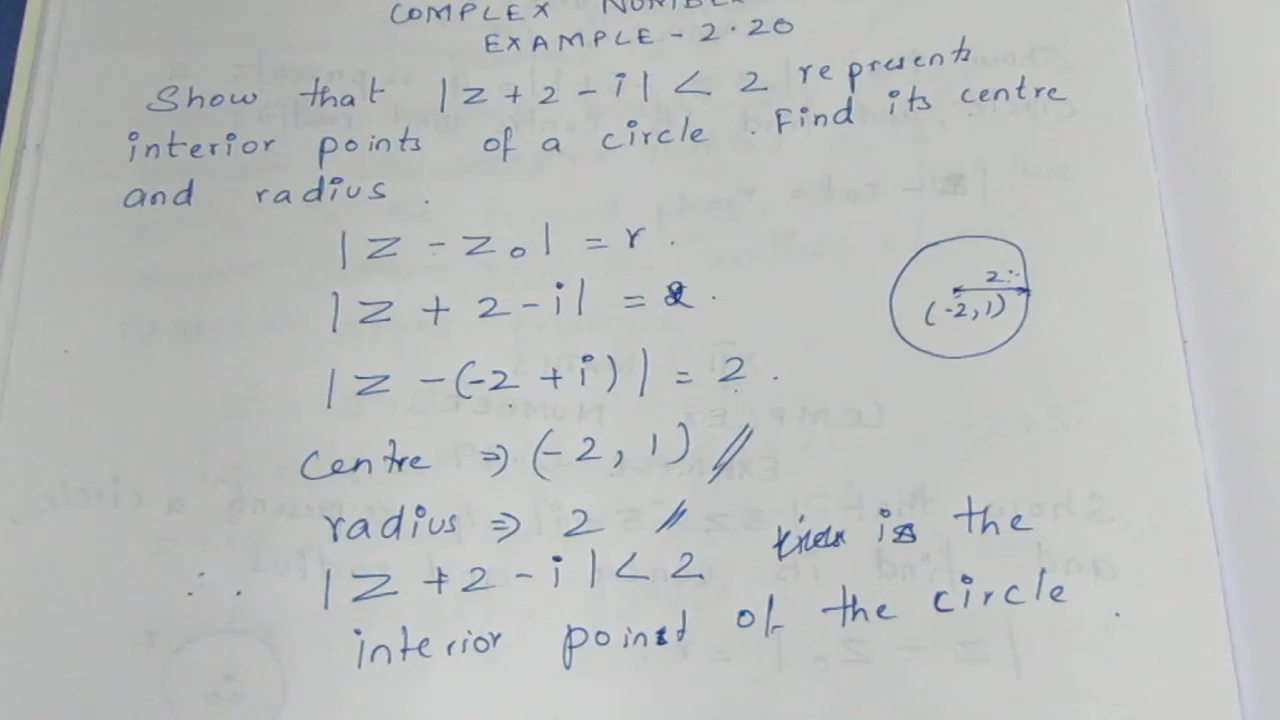 COMPLEX NUMBER
EXAMPLE - 2.20
Show that |z + 2 - i| < 2 represents
interior points of a circle. Find its centre
and radius.
|z - z₀| = r.
|z + 2 - i| = 2.
|z - (-2 + i)| = 2.
2
(-2, 1)
centre ⇒ (-2, 1) //
radius ⇒ 2 //
∴ |z + 2 - i| < 2 is the
interior point of the circle.